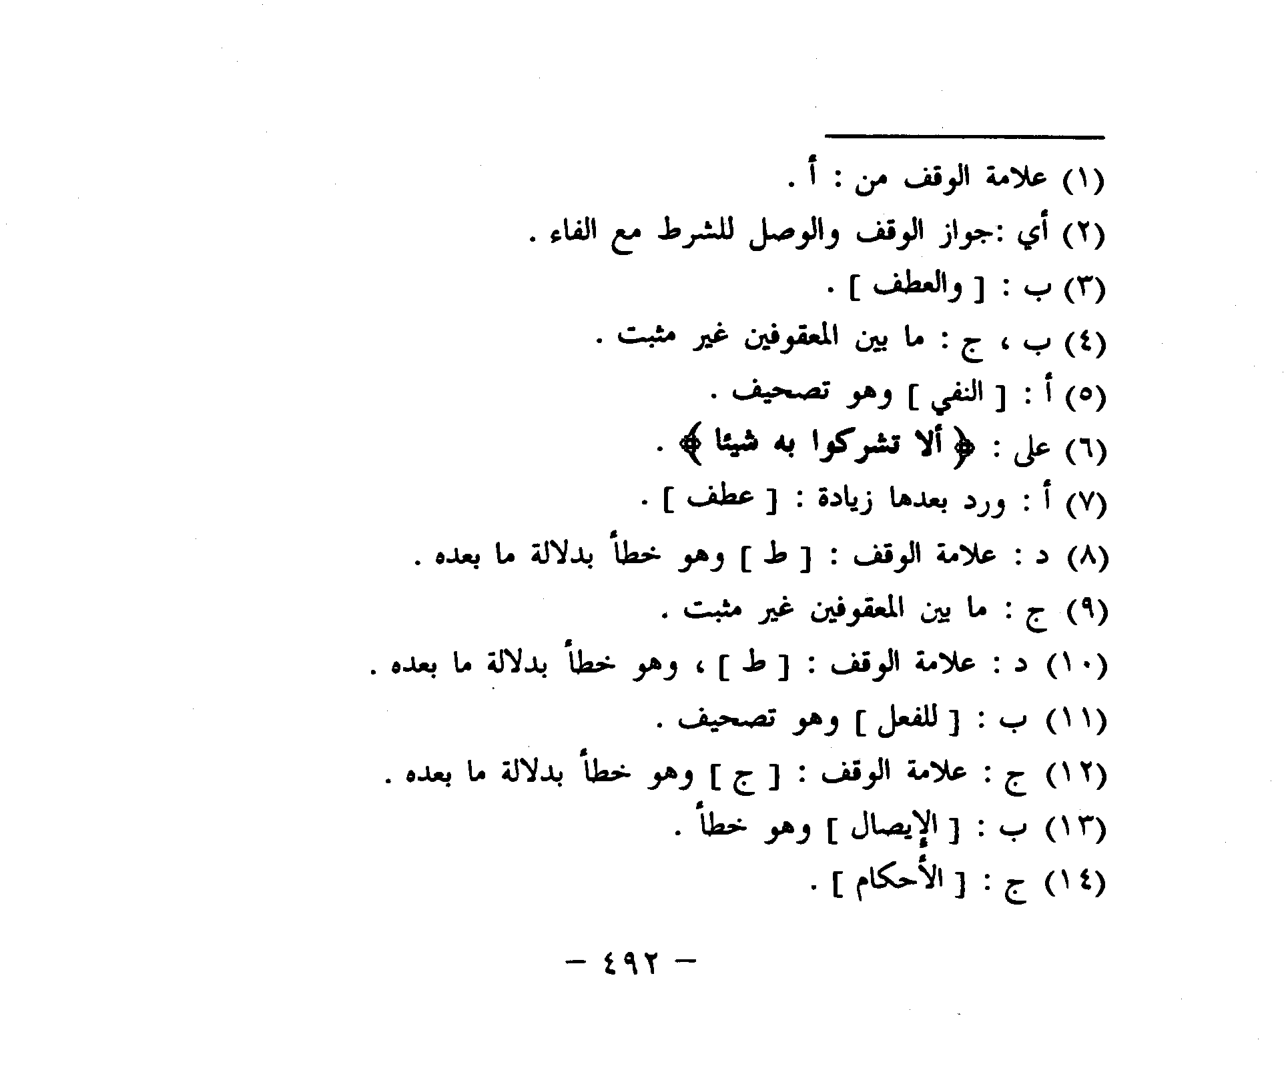 (١) علامة الوقف من : أ .
(٢) أي :جواز الوقف والوصل للشرط مع الفاء .
(٣) ب : [ والعطف ] .
(٤) ب ، ج : ما بين المعقوفين غير مثبت .
(٥) أ : [ النفي ] وهو تصحيف .
(٦) على : ﴿ ألا تشركوا به شيئا ﴾ .
(٧) أ : ورد بعدها زيادة : [ عطف ] .
(٨) د : علامة الوقف : [ ط ] وهو خطأ بدلالة ما بعده .
(٩) ج : ما بين المعقوفين غير مثبت .
(١٠) د : علامة الوقف : [ ط ] ، وهو خطأ بدلالة ما بعده .
(١١) ب : [ للفعل ] وهو تصحيف .
(١٢) ج : علامة الوقف : [ ج ] وهو خطأ بدلالة ما بعده .
(١٣) ب : [ الإيصال ] وهو خطأ .
(١٤) ج : [ الأحكام ] .
– ٤٩٢ –